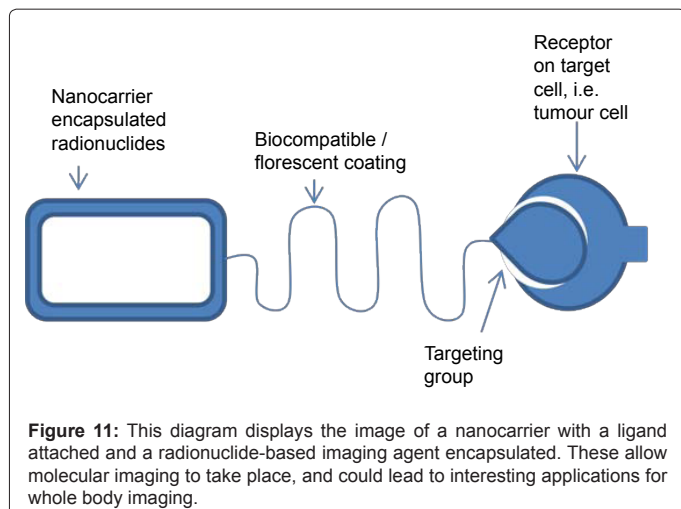 Nanocarrier
encapsulated
radionuclides
Biocompatible /
florescent coating
Receptor
on target
cell, i.e.
tumour cell
Targeting
group
Figure 11: This diagram displays the image of a nanocarrier with a ligand
attached and a radionuclide-based imaging agent encapsulated. These allow
molecular imaging to take place, and could lead to interesting applications for
whole body imaging.